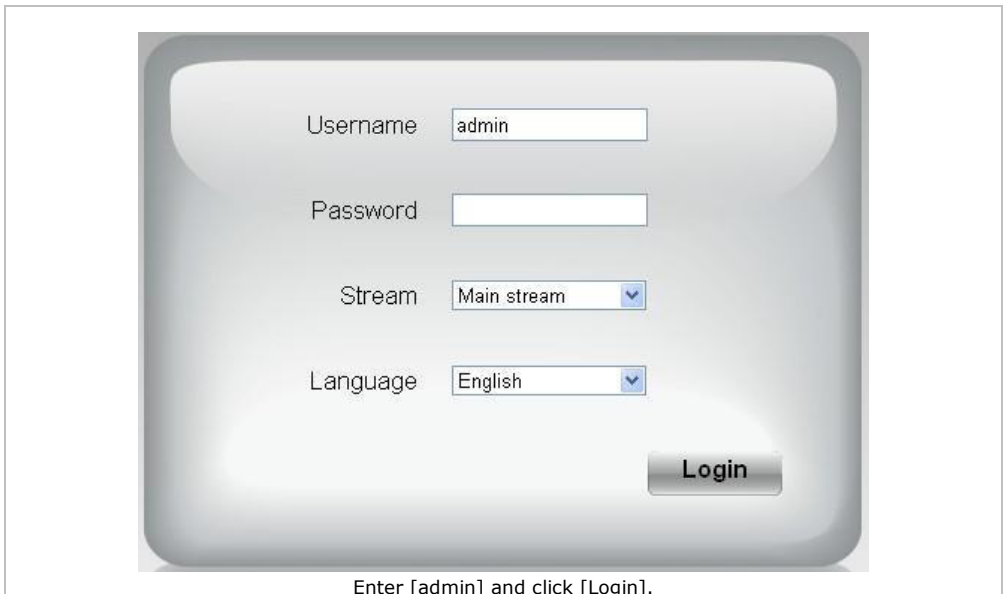 Username admin
Password
Stream Main stream
Language English
Login
Enter [admin] and click [Login].